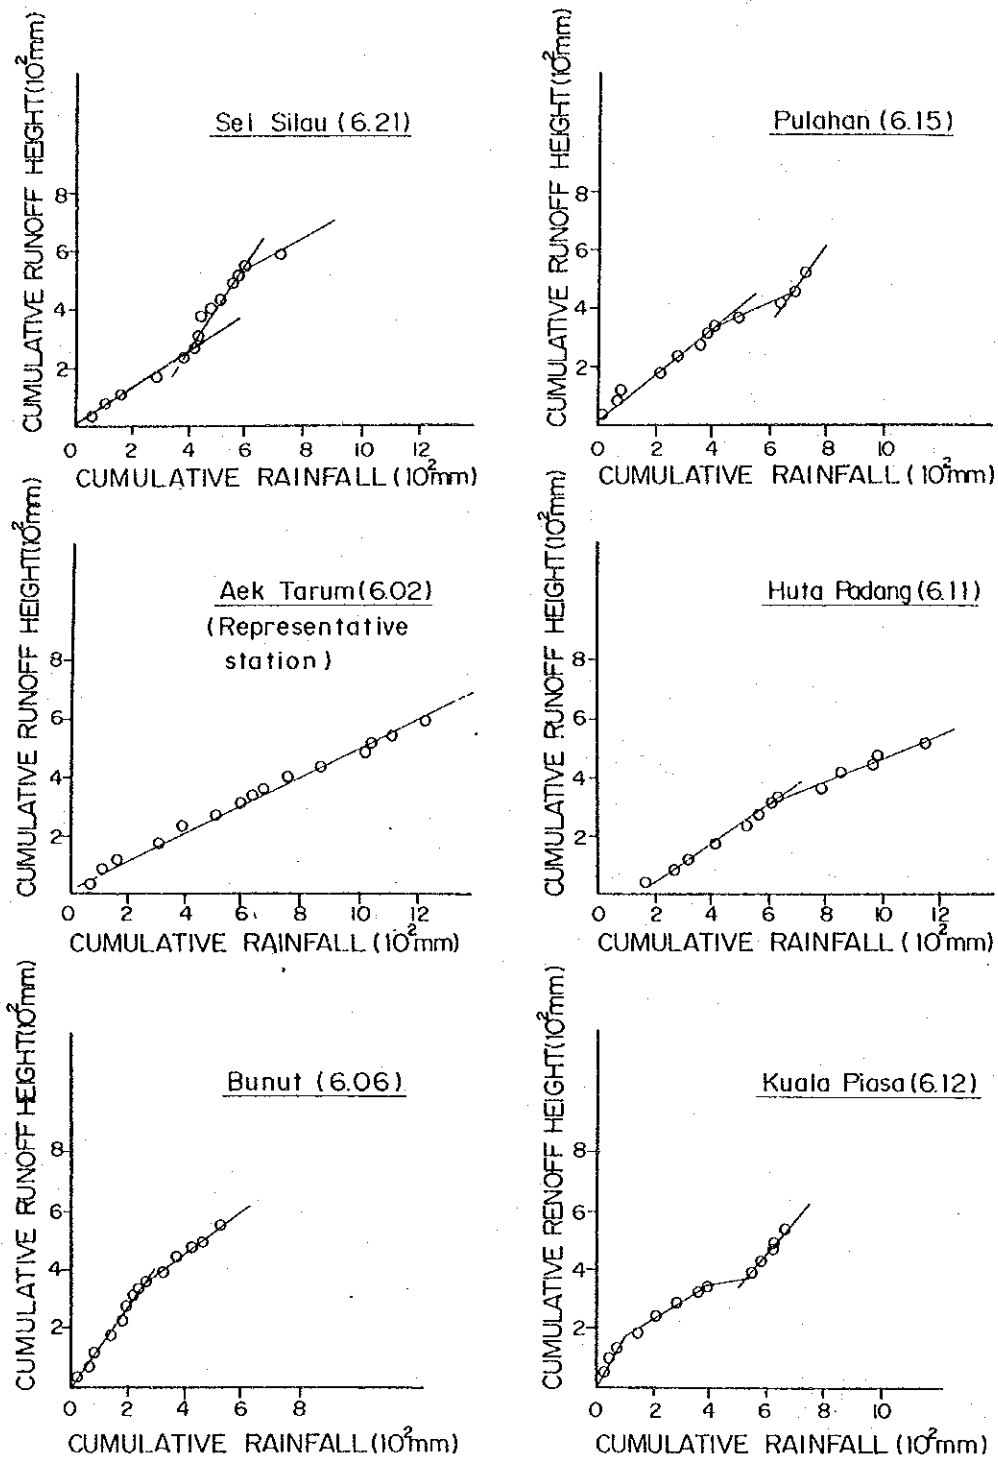 CUMULATIVE RUNOFF HEIGHT(10²mm)
Sei Silau (6.21)
8
6
4
2
0 2 4 6 8 10 12
CUMULATIVE RAINFALL (10²mm)
CUMULATIVE RUNOFF HEIGHT(10²mm)
Pulahan (6.15)
8
6
4
2
0 2 4 6 8 10
CUMULATIVE RAINFALL (10²mm)
CUMULATIVE RUNOFF HEIGHT(10²mm)
Aek Tarum (6.02)
(Representative
station)
8
6
4
2
0 2 4 6 8 10 12
CUMULATIVE RAINFALL (10²mm)
CUMULATIVE RUNOFF HEIGHT(10²mm)
Huta Padang (6.11)
8
6
4
2
0 2 4 6 8 10 12
CUMULATIVE RAINFALL (10²mm)
CUMULATIVE RUNOFF HEIGHT(10²mm)
Bunut (6.06)
8
6
4
2
0 2 4 6 8
CUMULATIVE RAINFALL (10²mm)
CUMULATIVE RENOFF HEIGHT (10²mm)
Kuala Piasa (6.12)
8
6
4
2
0 2 4 6 8 10
CUMULATIVE RAINFALL (10²mm)